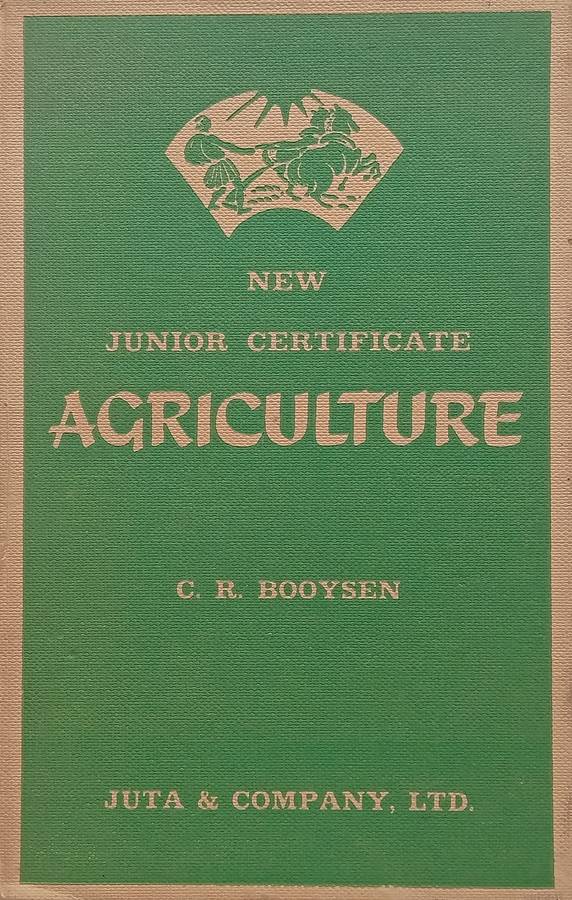 NEW
JUNIOR CERTIFICATE
AGRICULTURE
C. R. BOOYSEN
JUTA & COMPANY, LTD.